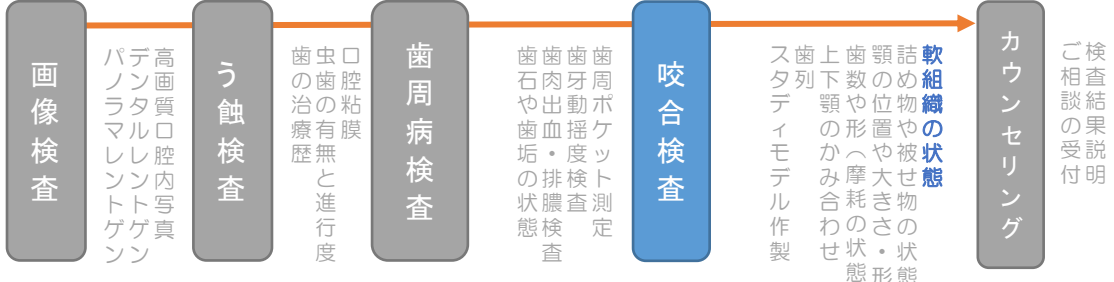 画像検査
高画質口腔内写真
デンタルレントゲン
パノラマレントゲン
う蝕検査
口腔粘膜
虫歯の有無と進行度
歯の治療歴
歯周病検査
歯周ポケット測定
歯牙動揺度検査
歯肉出血・排膿検査
歯石や歯垢の状態
咬合検査
軟組織の状態
詰め物や被せ物の状態
顎の位置や大きさ・形
歯数や形（摩耗の状態
上下顎のかみ合わせ
歯列
スタディモデル作製
カウンセリング
検査結果説明
ご相談の受付